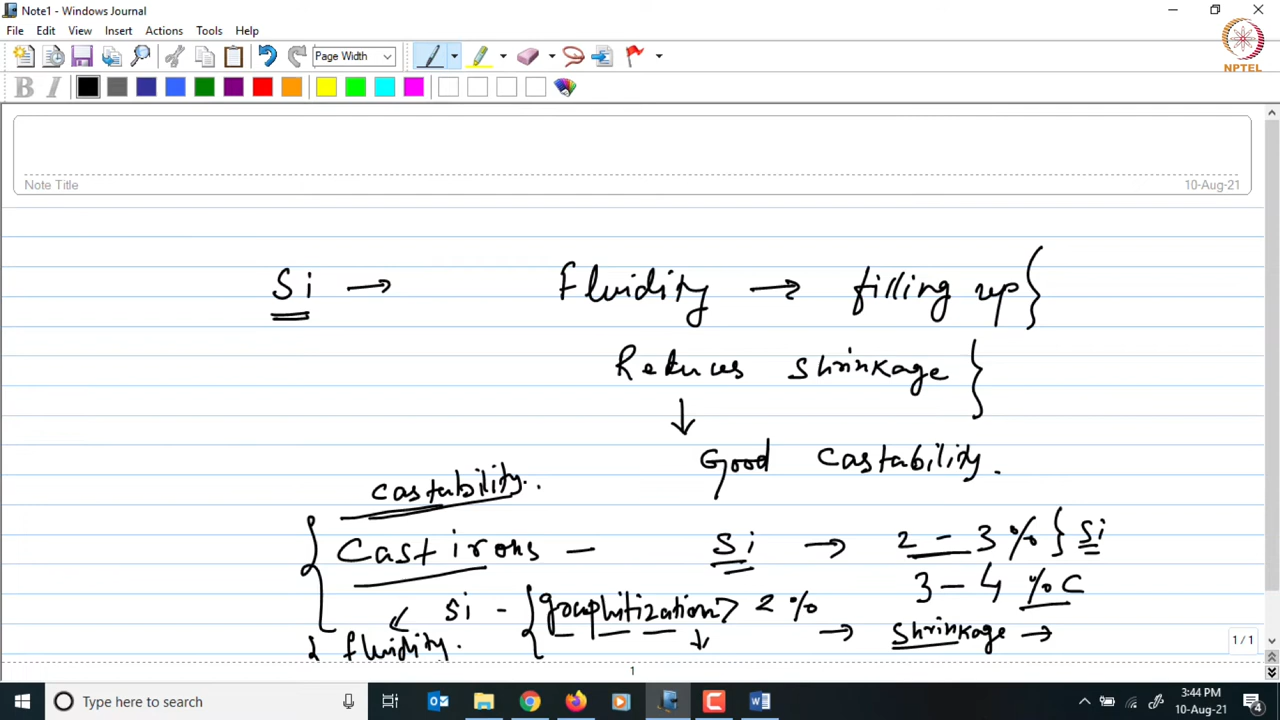 Note1 - Windows Journal
File Edit View Insert Actions Tools Help
Page Width
B I
NPTEL
Note Title
10-Aug-21
Si → Fluidity → filling up }
Reduces shrinkage }
↓
Good castability.
castability.
{ Cast irons — Si → 2 - 3 % } Si
3 - 4 % C
Si - { graphitization > 2 %
↙ ↓ → shrinkage →
{ fluidity.
1 / 1
1
Type here to search
3:44 PM
10-Aug-21
4